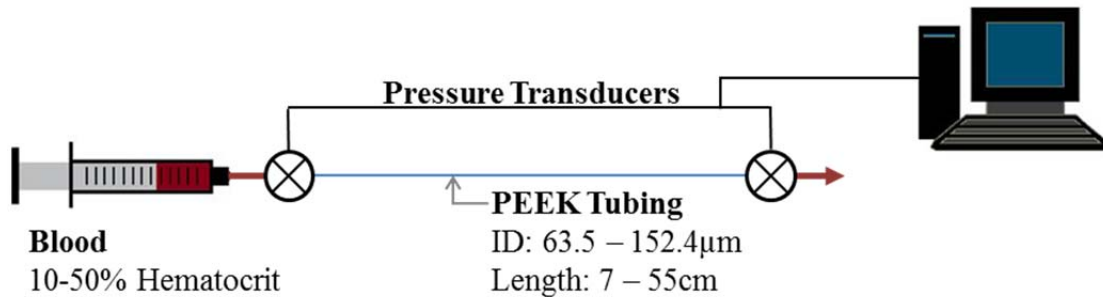 Pressure Transducers
PEEK Tubing
ID: 63.5 – 152.4µm
Length: 7 – 55cm
Blood
10-50% Hematocrit